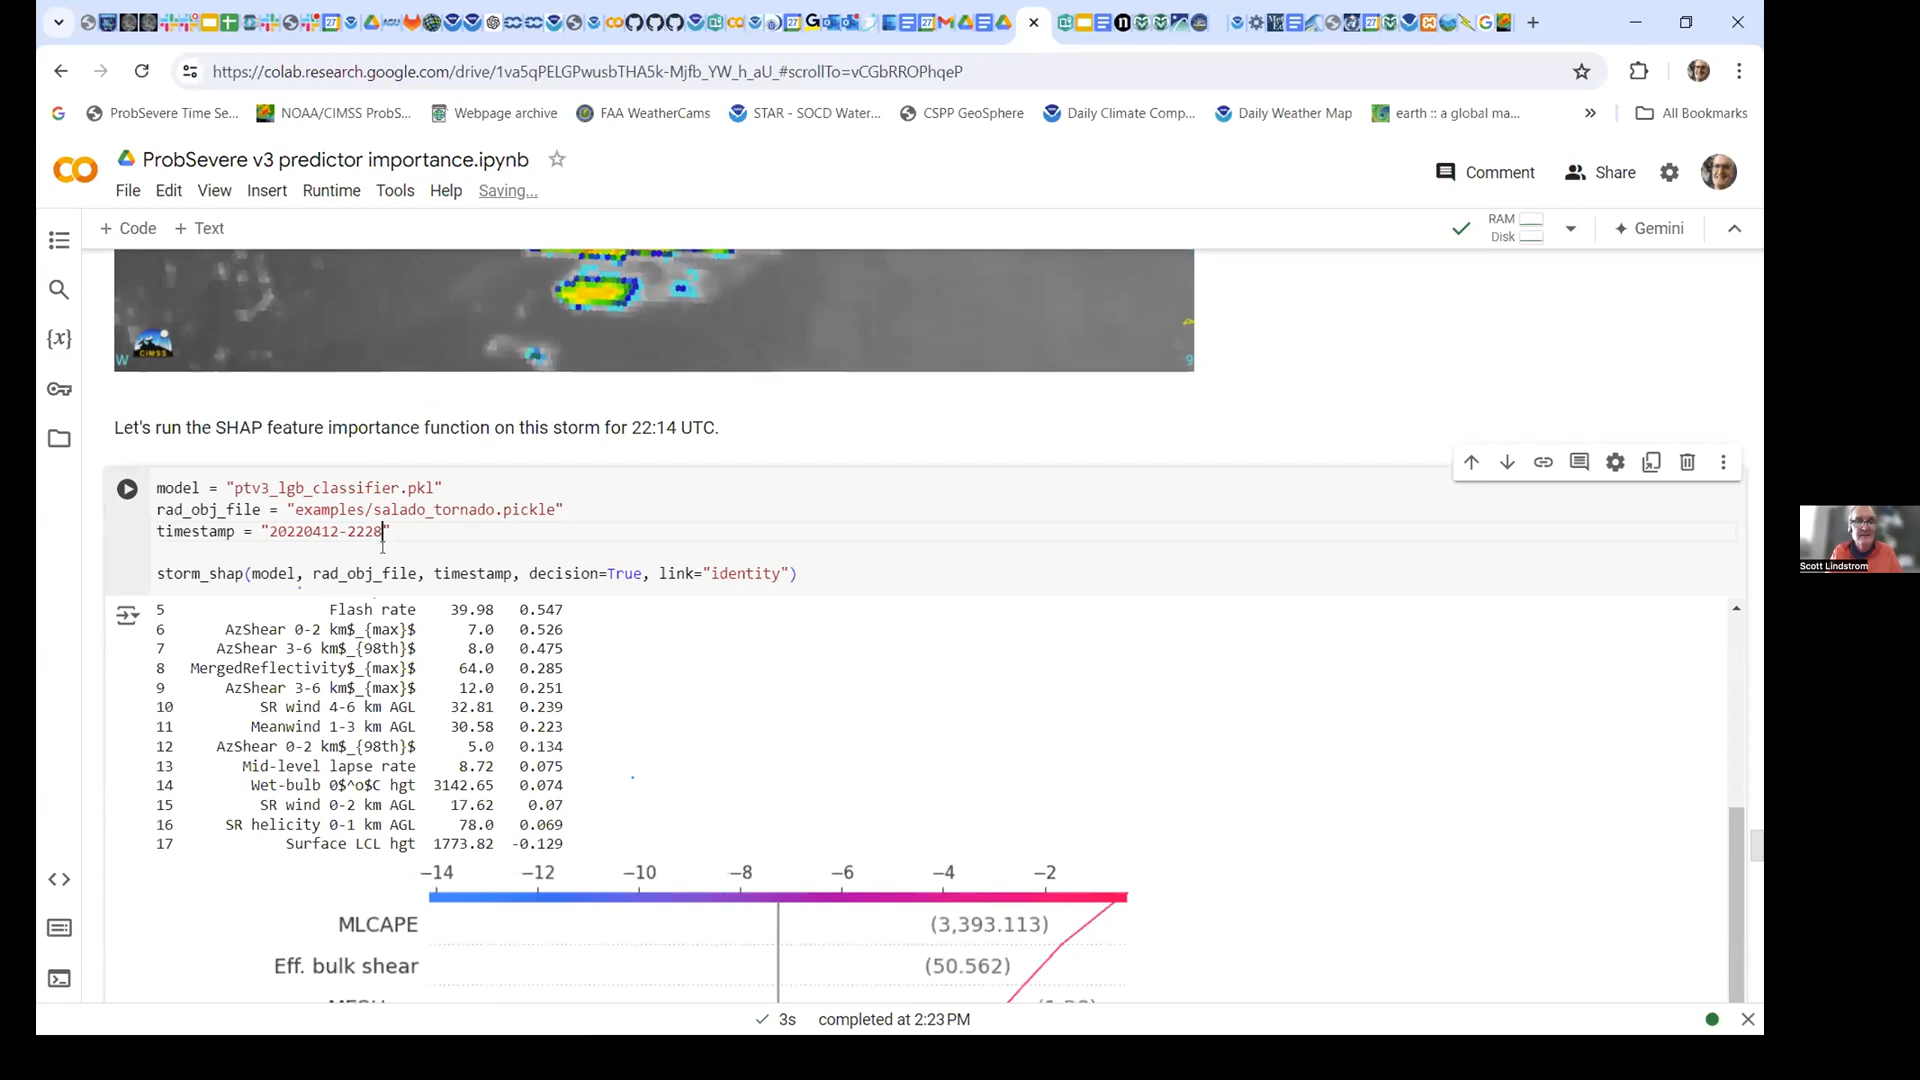 https://colab.research.google.com/drive/1va5qPELGPwusbTHA5k-Mjfb_YW_h_aU_#scrollTo=vCGbRROPhqeP
ProbSevere Time Se... NOAA/CIMSS ProbS... Webpage archive FAA WeatherCams STAR - SOCD Water... CSPP GeoSphere Daily Climate Comp... Daily Weather Map earth :: a global ma... » All Bookmarks
ProbSevere v3 predictor importance.ipynb
Comment Share
File Edit View Insert Runtime Tools Help Saving...
+ Code + Text
RAM
Disk
Gemini
CIMSS
W
9
Let's run the SHAP feature importance function on this storm for 22:14 UTC.
model = "ptv3_lgb_classifier.pkl"
rad_obj_file = "examples/salado_tornado.pickle"
timestamp = "20220412-2228"
storm_shap(model, rad_obj_file, timestamp, decision=True, link="identity")
5 Flash rate 39.98 0.547
6 AzShear 0-2 km$_{max}$ 7.0 0.526
7 AzShear 3-6 km$_{98th}$ 8.0 0.475
8 MergedReflectivity$_{max}$ 64.0 0.285
9 AzShear 3-6 km$_{max}$ 12.0 0.251
10 SR wind 4-6 km AGL 32.81 0.239
11 Meanwind 1-3 km AGL 30.58 0.223
12 AzShear 0-2 km$_{98th}$ 5.0 0.134
13 Mid-level lapse rate 8.72 0.075
14 Wet-bulb 0$^o$C hgt 3142.65 0.074
15 SR wind 0-2 km AGL 17.62 0.07
16 SR helicity 0-1 km AGL 78.0 0.069
17 Surface LCL hgt 1773.82 -0.129
−14 −12 −10 −8 −6 −4 −2
MLCAPE (3,393.113)
Eff. bulk shear (50.562)
3s completed at 2:23 PM
Scott Lindstrom